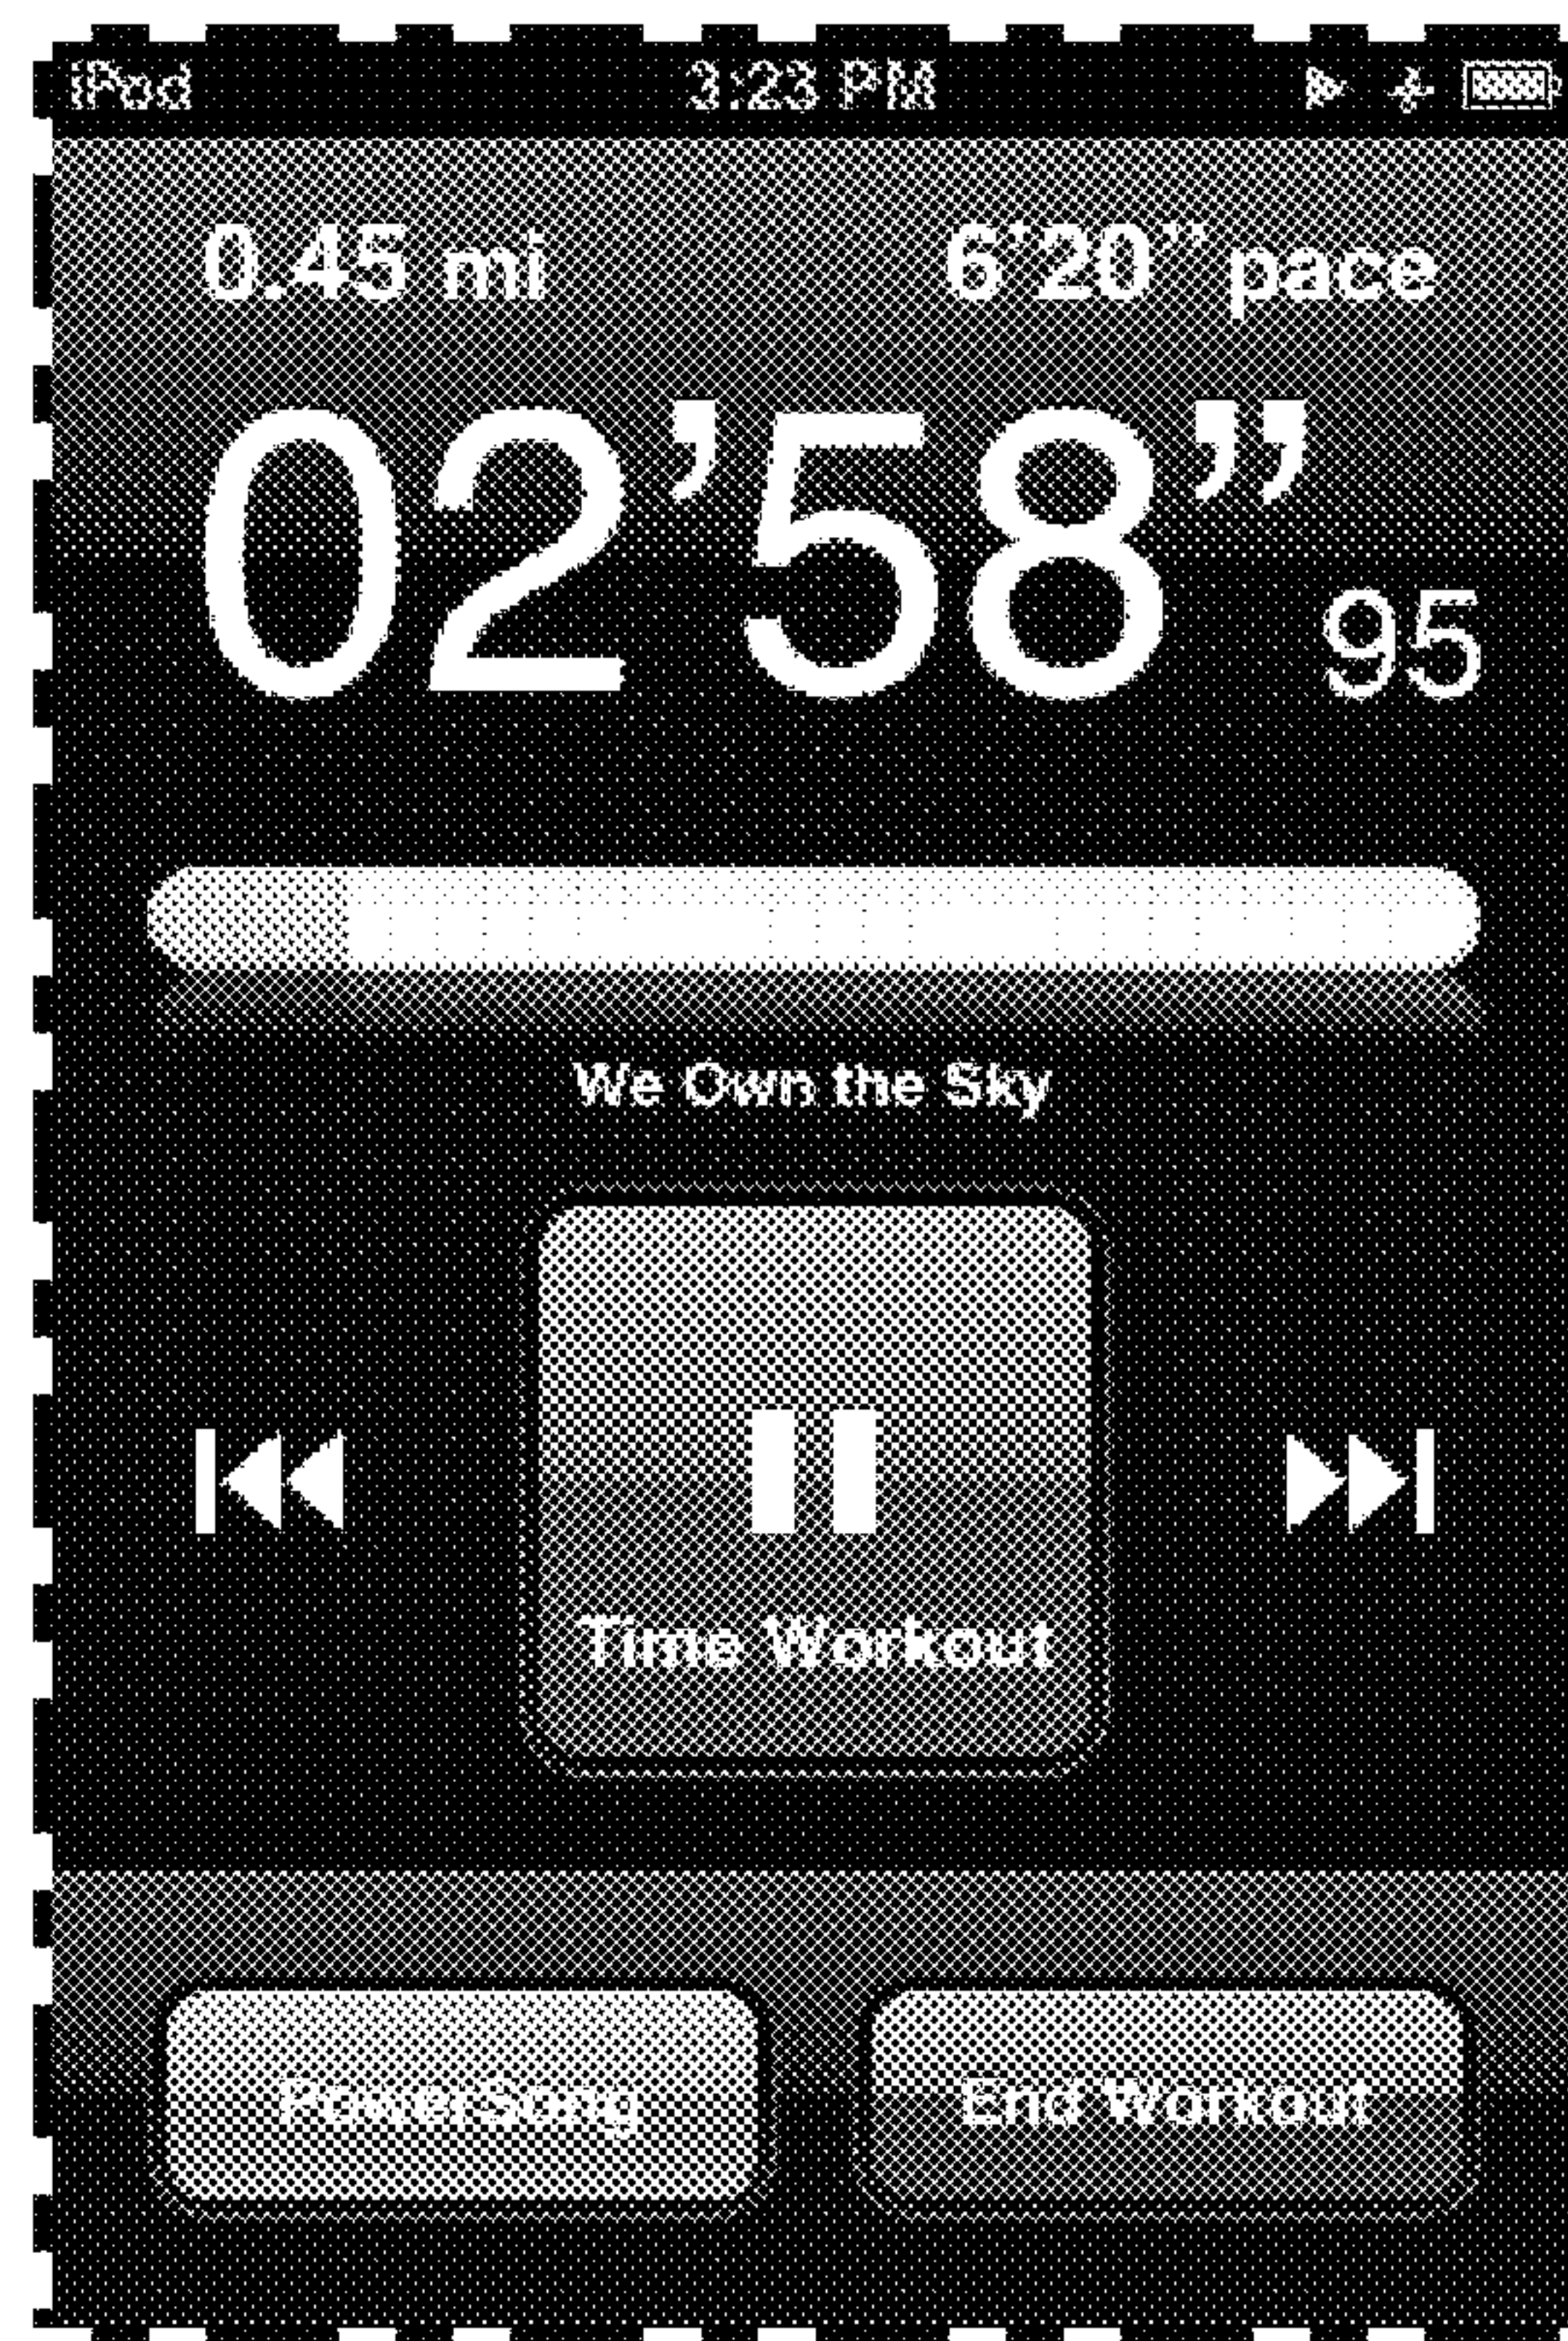 iPod 3:23 PM
0.45 mi 6'20” pace
02’58” 95
We Own the Sky
Time Workout
PowerSong End Workout